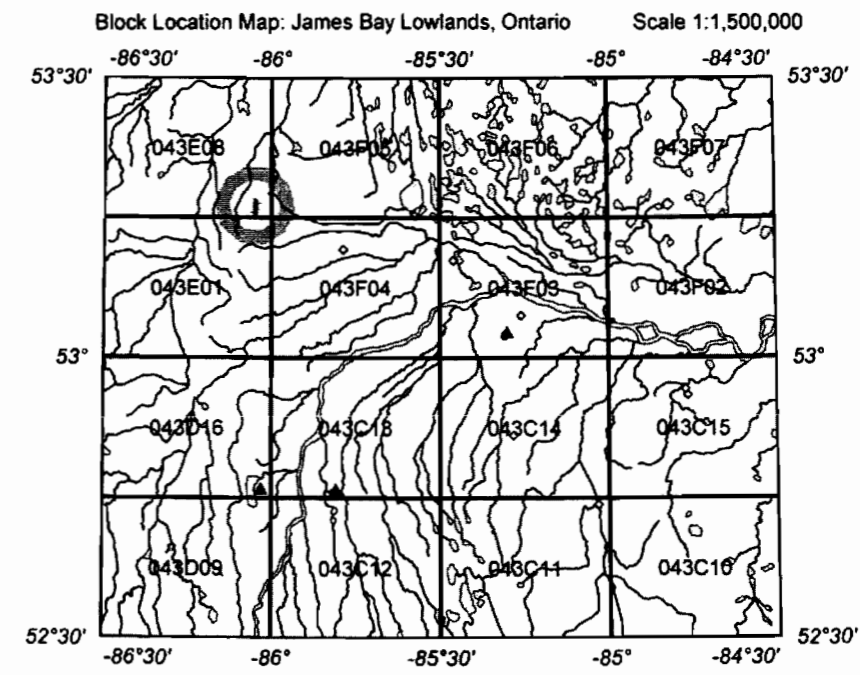 Block Location Map: James Bay Lowlands, Ontario Scale 1:1,500,000
-86°30' -86° -85°30' -85° -84°30'
53°30' 53°30'
043E08 043F05 043F06 043F07
043E01 043F04 043F03 043F02
53° 53°
043D16 043C13 043C14 043C15
043D09 043C12 043C11 043C10
52°30' 52°30'
-86°30' -86° -85°30' -85° -84°30'